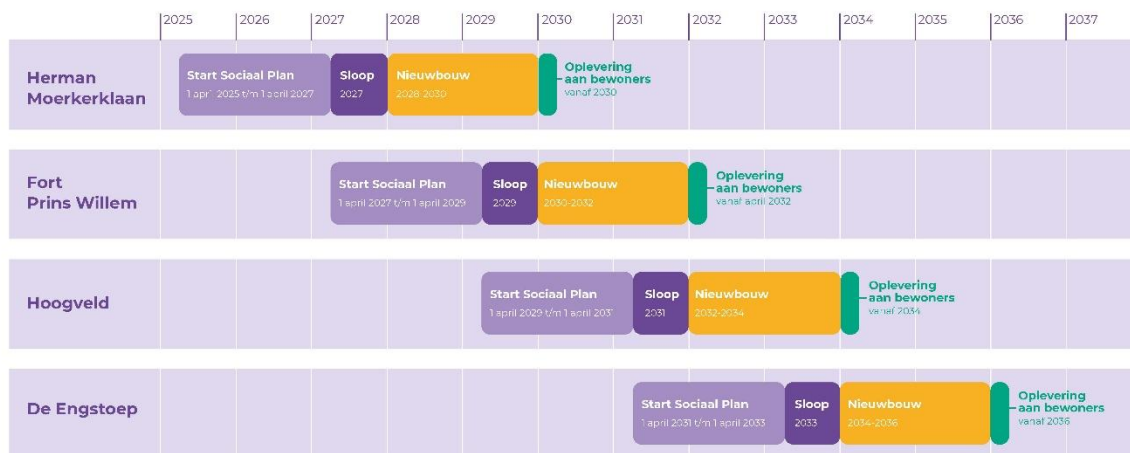 2025 2026 2027 2028 2029 2030 2031 2032 2033 2034 2035 2036 2037
Herman
Moerkerklaan
Start Sociaal Plan
1 april 2025 t/m 1 april 2027
Sloop
2027
Nieuwbouw
2028-2030
Oplevering
aan bewoners
vanaf 2030
Fort
Prins Willem
Start Sociaal Plan
1 april 2027 t/m 1 april 2029
Sloop
2029
Nieuwbouw
2030-2032
Oplevering
aan bewoners
vanaf april 2032
Hoogveld
Start Sociaal Plan
1 april 2029 t/m 1 april 2031
Sloop
2031
Nieuwbouw
2032-2034
Oplevering
aan bewoners
vanaf 2034
De Engstoep
Start Sociaal Plan
1 april 2031 t/m 1 april 2033
Sloop
2033
Nieuwbouw
2034-2036
Oplevering
aan bewoners
vanaf 2036